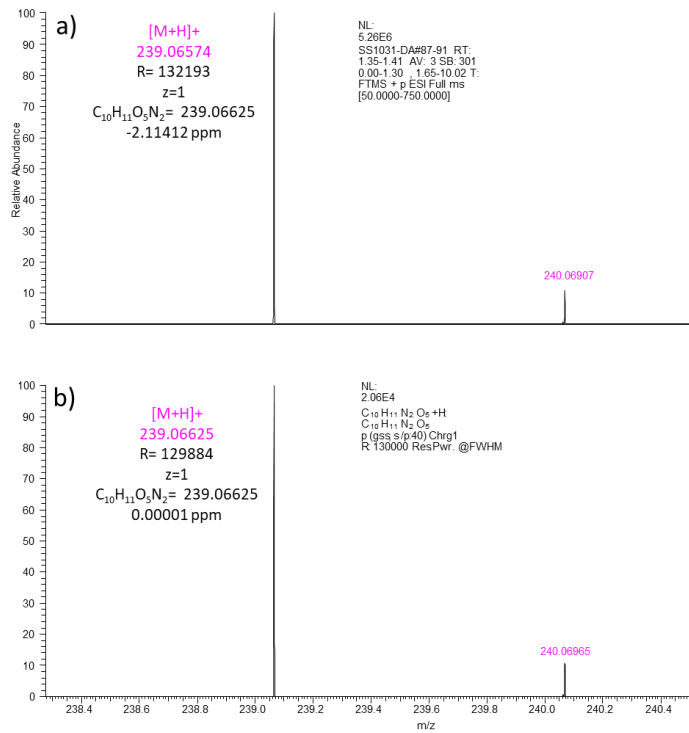 a)
[M+H]+
239.06574
R= 132193
z=1
C₁₀H₁₁O₅N₂= 239.06625
-2.11412 ppm
NL:
5.26E6
SS1031-DA#87-91 RT:
1.35-1.41 AV: 3 SB: 301
0.00-1.30 , 1.65-10.02 T:
FTMS + p ESI Full ms
[50.0000-750.0000]
240.06907
Relative Abundance
100
90
80
70
60
50
40
30
20
10
0
b)
[M+H]+
239.06625
R= 129884
z=1
C₁₀H₁₁O₅N₂= 239.06625
0.00001 ppm
NL:
2.06E4
C₁₀ H₁₁ N₂ O₅ +H
C₁₀ H₁₁ N₂ O₅
p (gss, s /p:40) Chrg1
R: 130000 Res.Pwr. @FWHM
240.06965
100
90
80
70
60
50
40
30
20
10
0
238.4 238.6 238.8 239.0 239.2 239.4 239.6 239.8 240.0 240.2 240.4
m/z